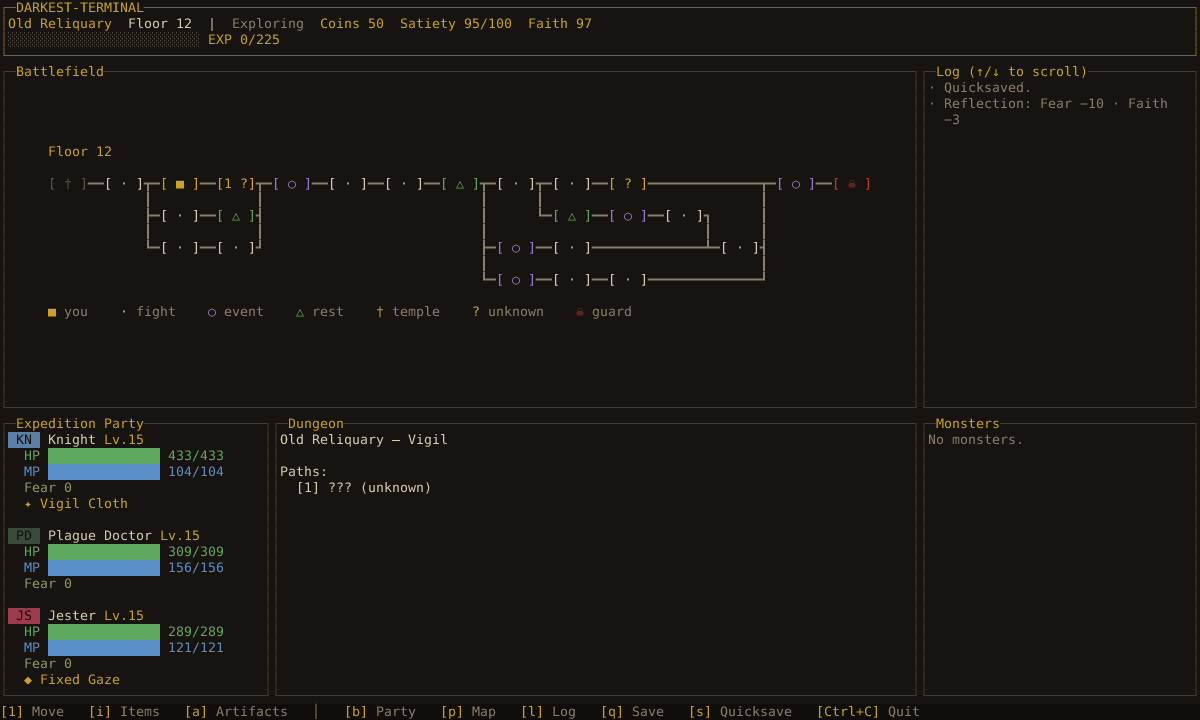 DARKEST-TERMINAL
Old Reliquary  Floor 12  |  Exploring  Coins 50  Satiety 95/100  Faith 97
EXP 0/225
Battlefield
Floor 12
[ † ]──[ · ]┬─[ ■ ]──[1 ?]┬─[ ○ ]──[ · ]──[ · ]──[ △ ]┬─[ · ]┬─[ · ]──[ ? ]──────────────┬─[ ○ ]──[ ☠ ]
├─[ · ]──[ △ ]┤ └─[ △ ]──[ ○ ]──[ · ]┐
└─[ · ]──[ · ]┘ ├─[ ○ ]──[ · ]──────────────┴─[ · ]┤
└─[ ○ ]──[ · ]──[ · ]──────────────┘
■ you    · fight    ○ event    △ rest    † temple    ? unknown    ☠ guard
Log (↑/↓ to scroll)
· Quicksaved.
· Reflection: Fear −10 · Faith
−3
Expedition Party
KN Knight Lv.15
HP 433/433
MP 104/104
Fear 0
✦ Vigil Cloth
PD Plague Doctor Lv.15
HP 309/309
MP 156/156
Fear 0
JS Jester Lv.15
HP 289/289
MP 121/121
Fear 0
◆ Fixed Gaze
Dungeon
Old Reliquary — Vigil
Paths:
[1] ??? (unknown)
Monsters
No monsters.
[1] Move   [i] Items   [a] Artifacts   │   [b] Party   [p] Map   [l] Log   [q] Save   [s] Quicksave   [Ctrl+C] Quit